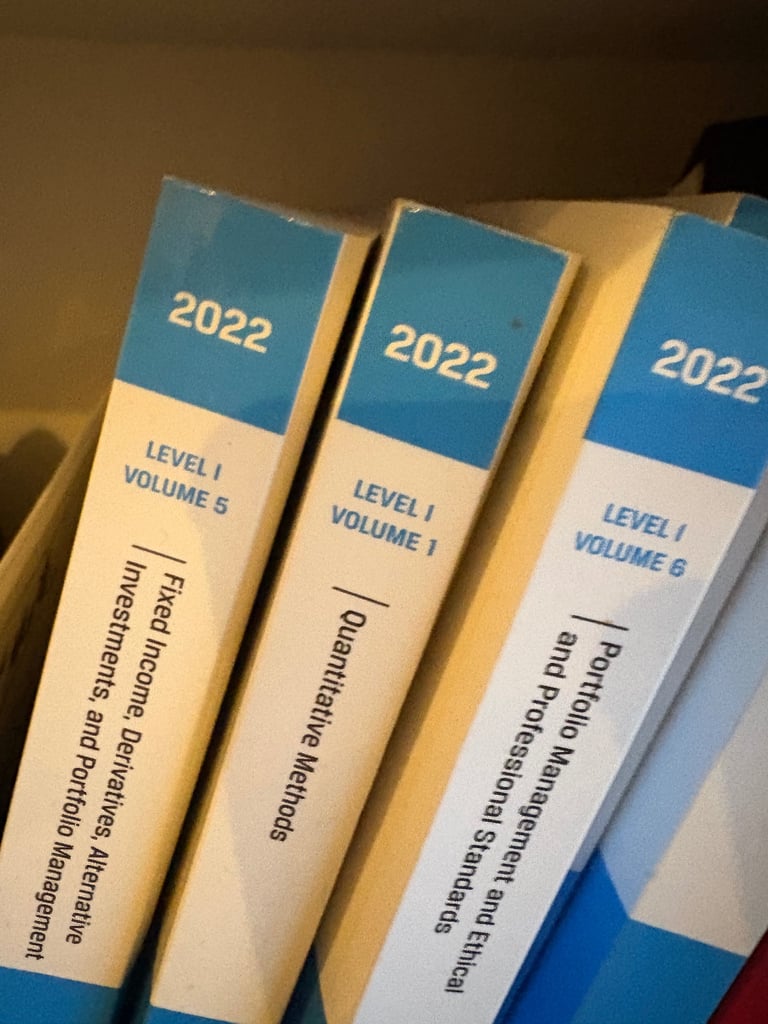 2022
LEVEL I
VOLUME 5
Fixed Income, Derivatives, Alternative
Investments, and Portfolio Management
2022
LEVEL I
VOLUME 1
Quantitative Methods
2022
LEVEL I
VOLUME 6
Portfolio Management and Ethical
and Professional Standards